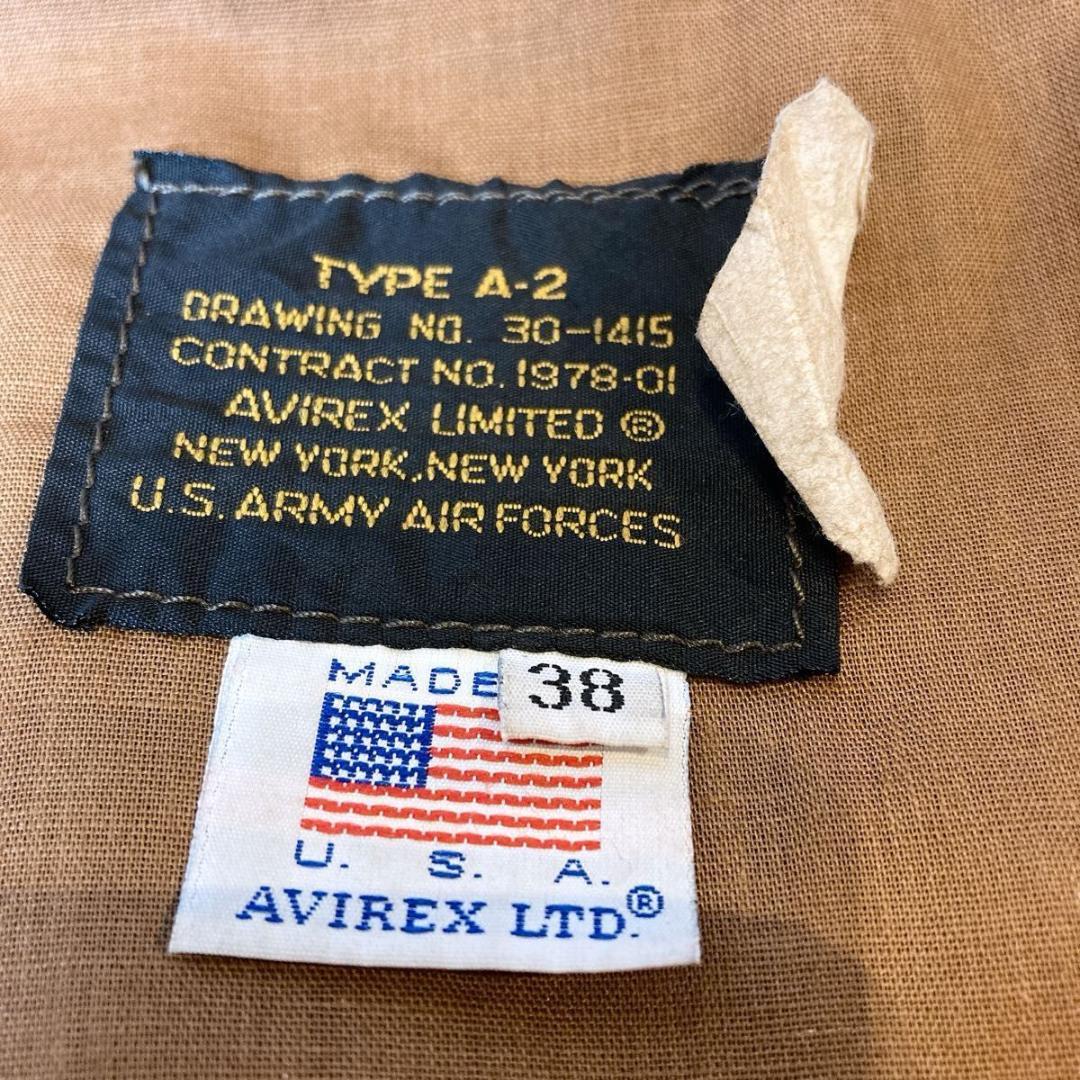 TYPE A-2
DRAWING NO. 30-1415
CONTRACT NO. 1978-01
AVIREX LIMITED ®
NEW YORK, NEW YORK
U.S. ARMY AIR FORCES
MADE
38
U. S. A.
AVIREX LTD.®